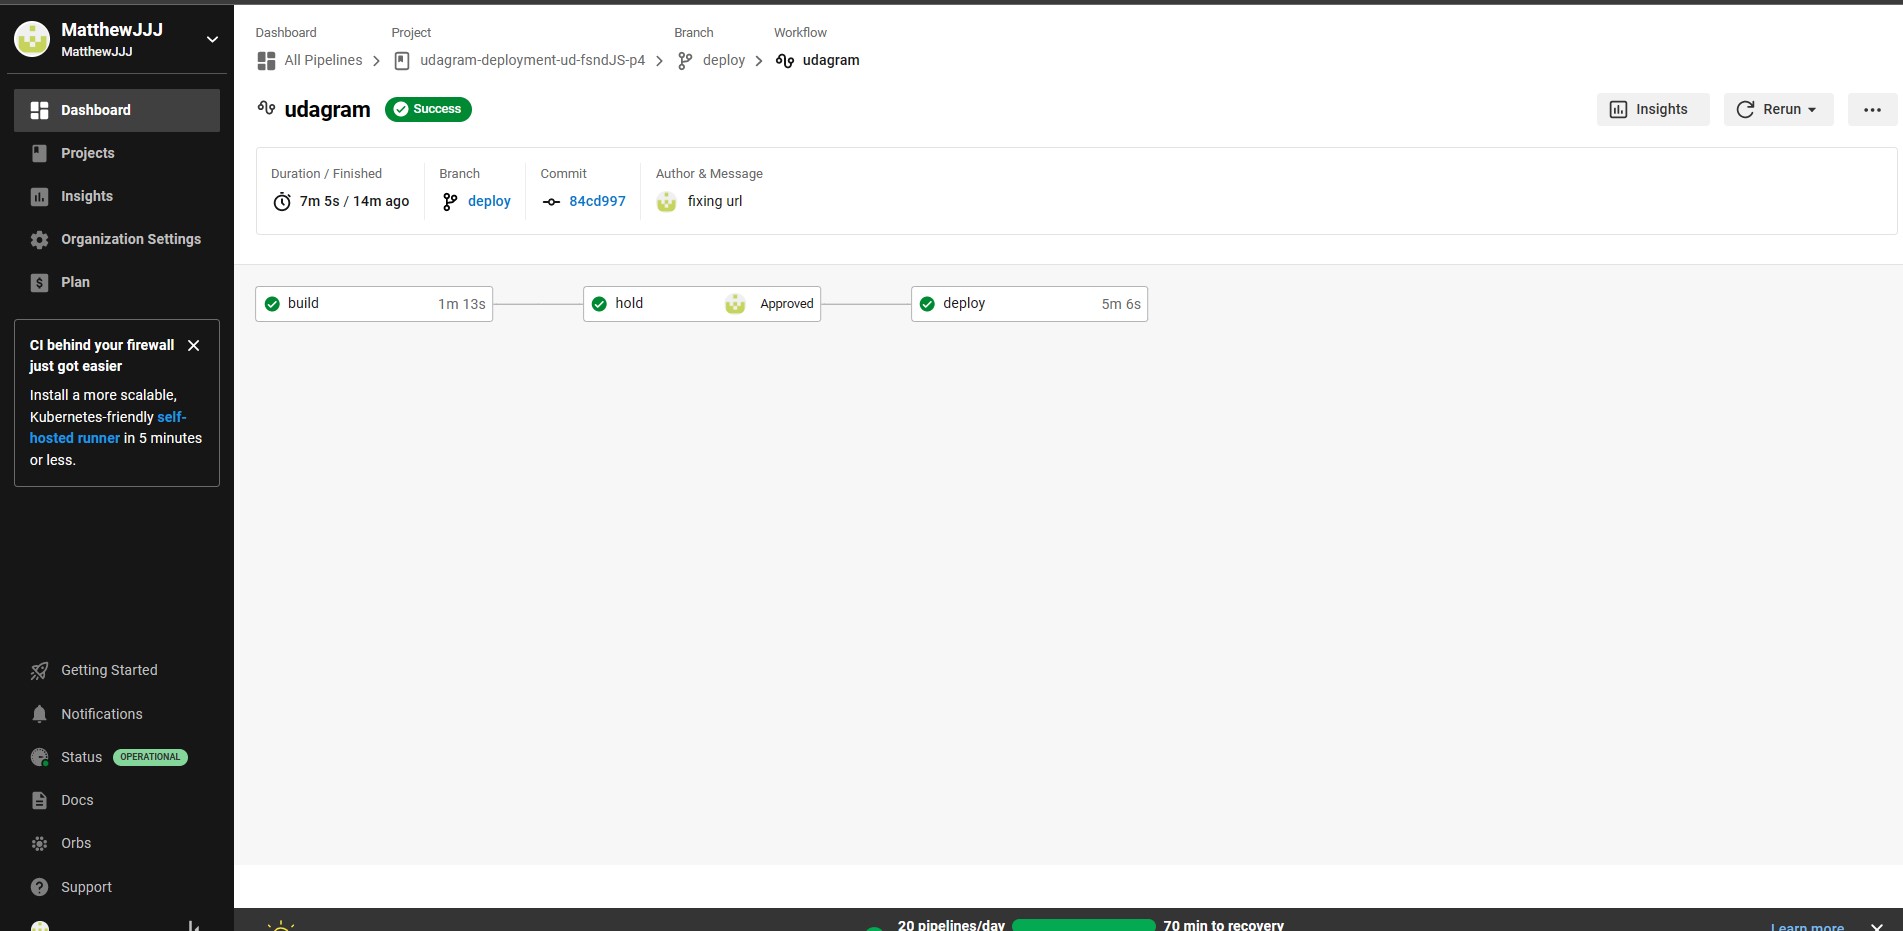 MatthewJJJ
MatthewJJJ
Dashboard
Projects
Insights
Organization Settings
Plan
CI behind your firewall
just got easier
Install a more scalable,
Kubernetes-friendly self-
hosted runner in 5 minutes
or less.
Getting Started
Notifications
Status OPERATIONAL
Docs
Orbs
Support
Dashboard Project Branch Workflow
All Pipelines udagram-deployment-ud-fsndJS-p4 deploy udagram
udagram Success
Insights Rerun
Duration / Finished Branch Commit Author & Message
7m 5s / 14m ago deploy 84cd997 fixing url
build 1m 13s hold Approved deploy 5m 6s
20 pipelines/day 70 min to recovery Learn more